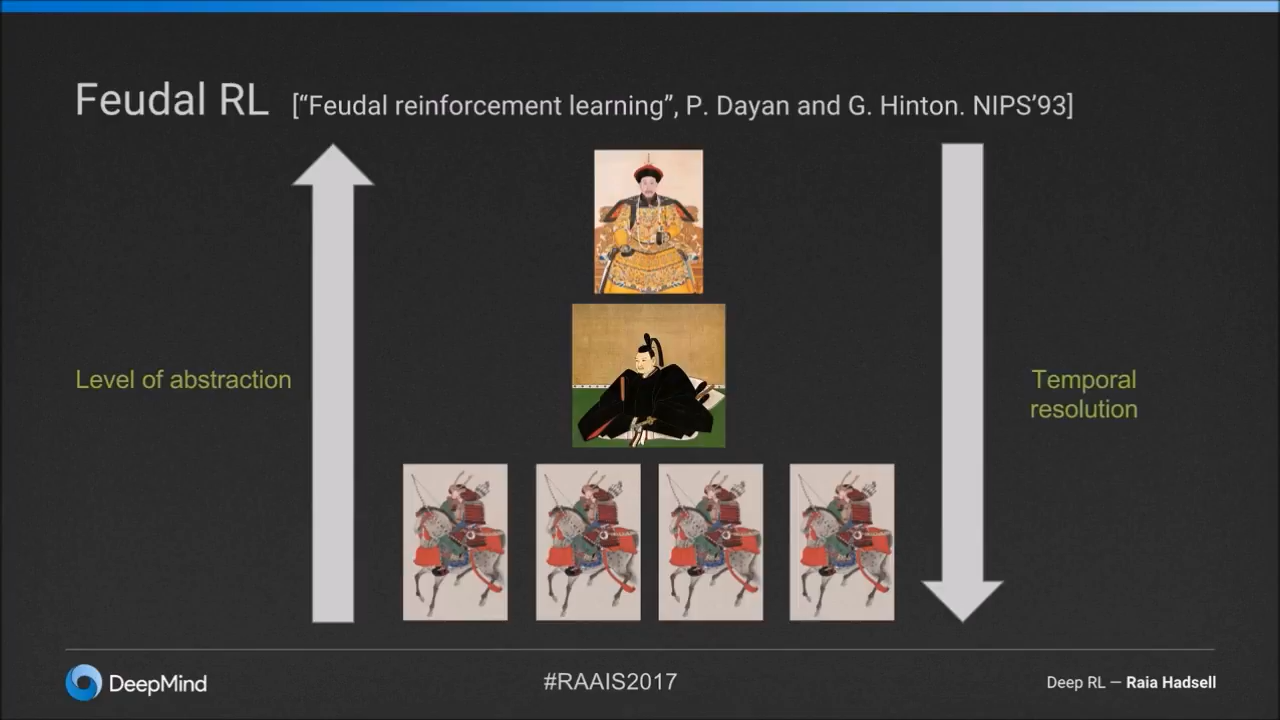 Feudal RL [“Feudal reinforcement learning”, P. Dayan and G. Hinton. NIPS’93]
Level of abstraction
Temporal
resolution
DeepMind
#RAAIS2017
Deep RL — Raia Hadsell